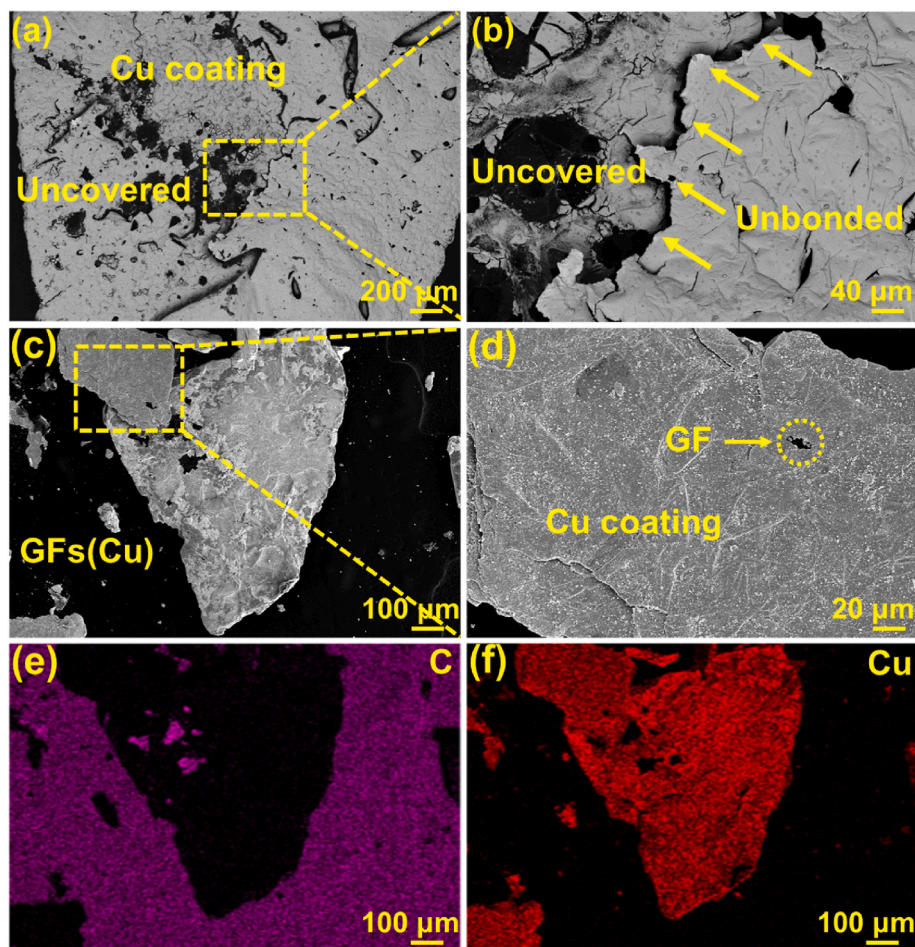 (a)
Cu coating
Uncovered
200 μm
(b)
Uncovered
Unbonded
40 μm
(c)
GFs(Cu)
100 μm
(d)
GF
Cu coating
20 μm
(e)
C
100 μm
(f)
Cu
100 μm